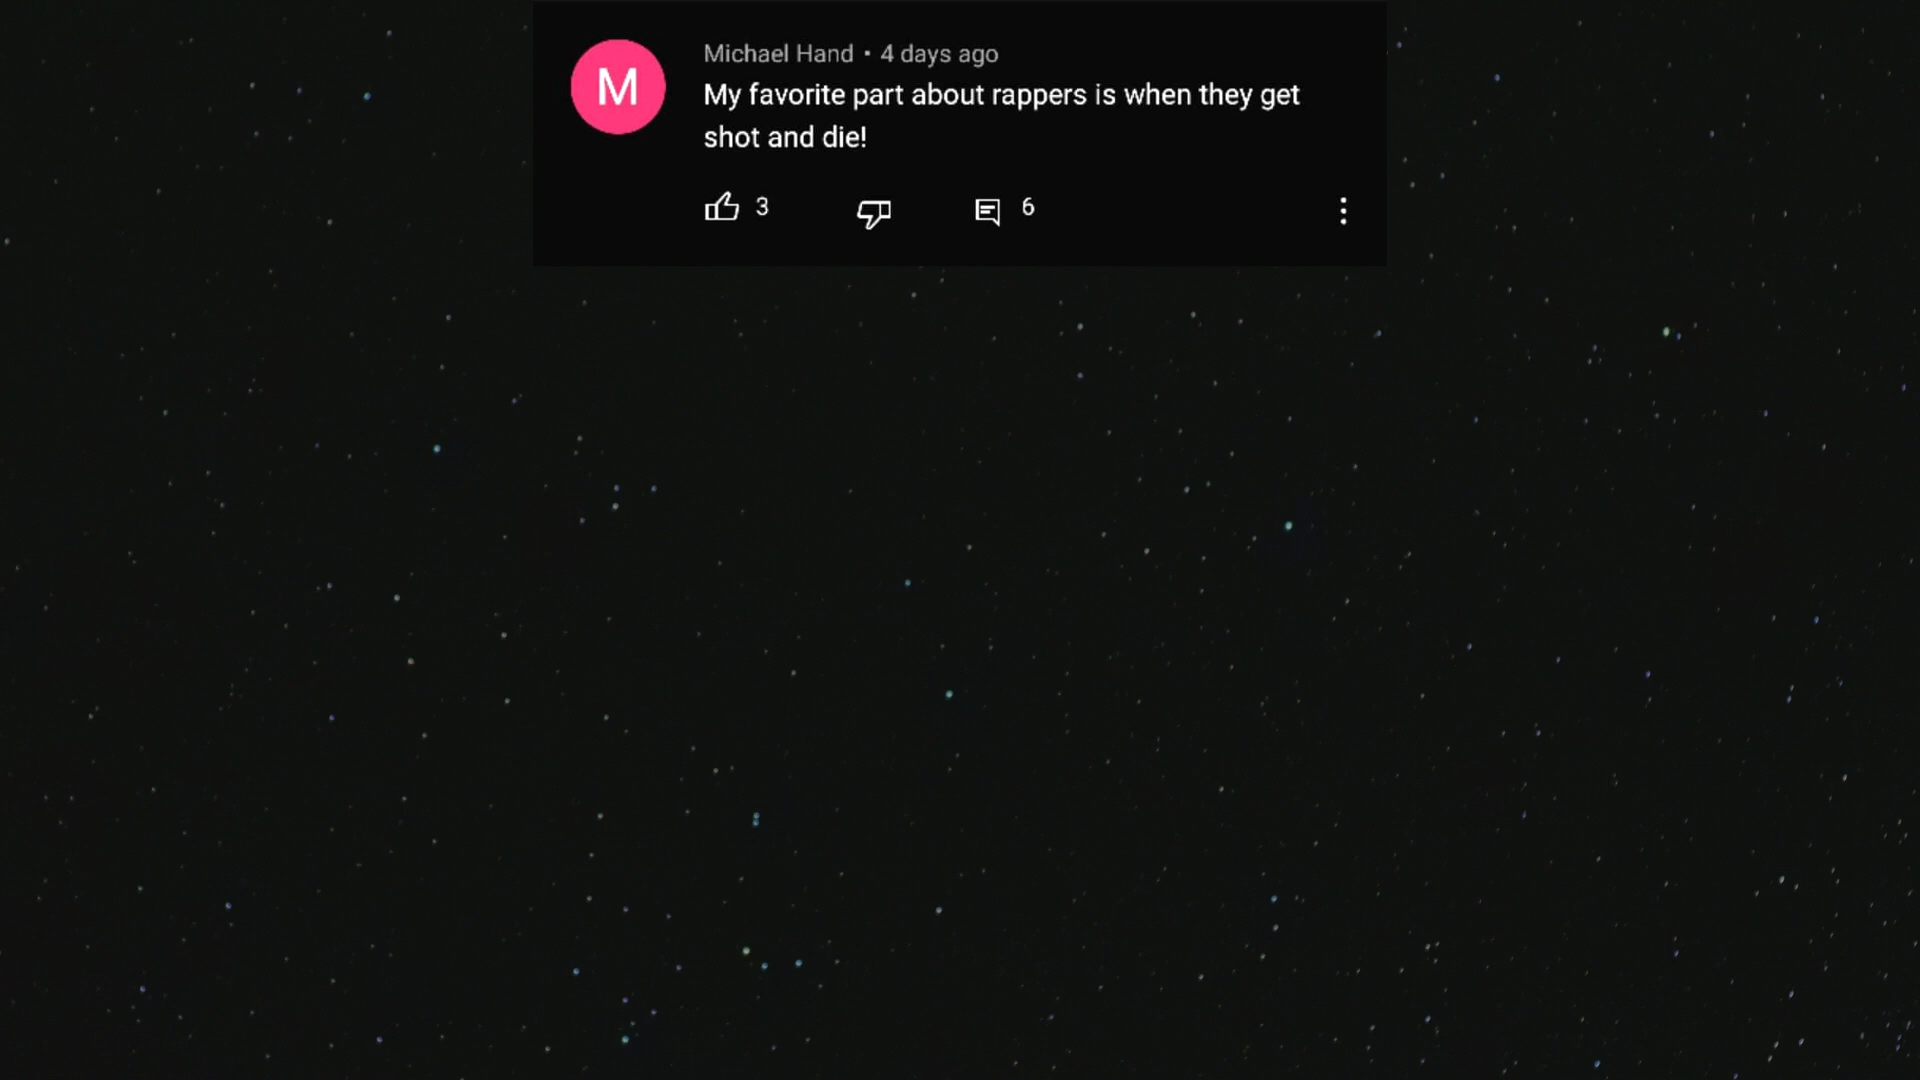 M
Michael Hand • 4 days ago
My favorite part about rappers is when they get
shot and die!
3 6